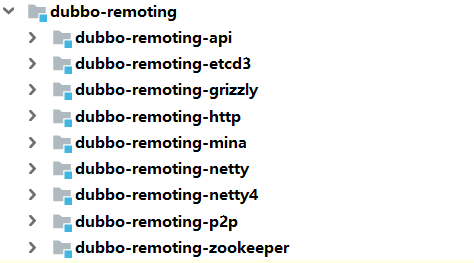 dubbo-remoting
dubbo-remoting-api
dubbo-remoting-etcd3
dubbo-remoting-grizzly
dubbo-remoting-http
dubbo-remoting-mina
dubbo-remoting-netty
dubbo-remoting-netty4
dubbo-remoting-p2p
dubbo-remoting-zookeeper